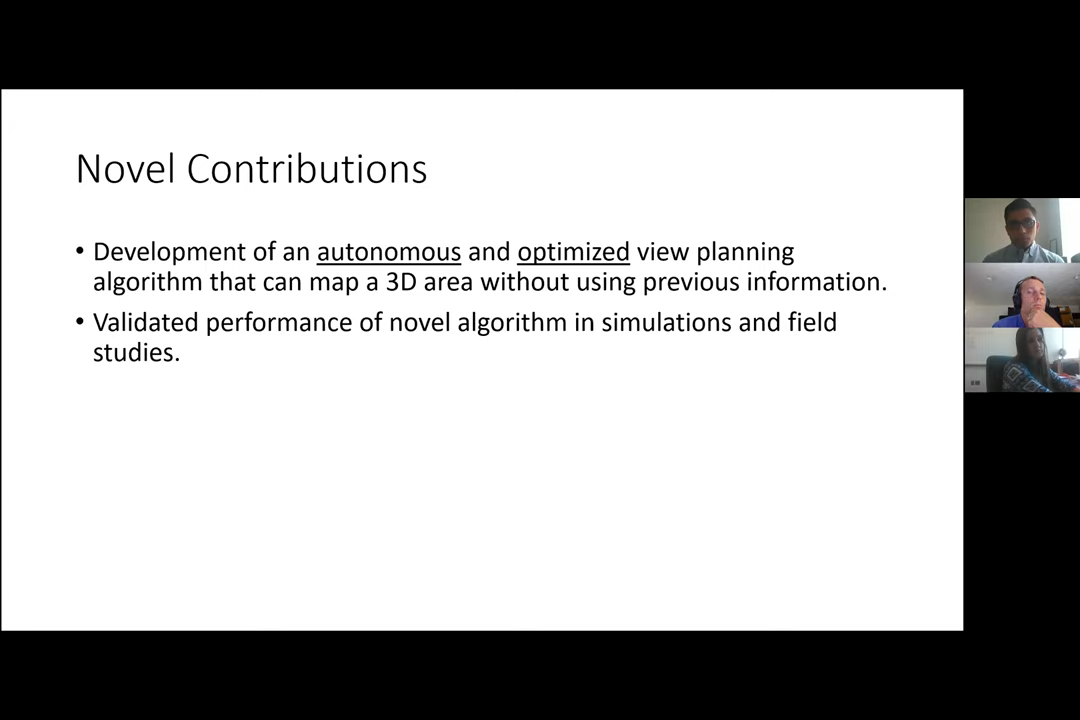 Novel Contributions
• Development of an autonomous and optimized view planning
algorithm that can map a 3D area without using previous information.
• Validated performance of novel algorithm in simulations and field
studies.